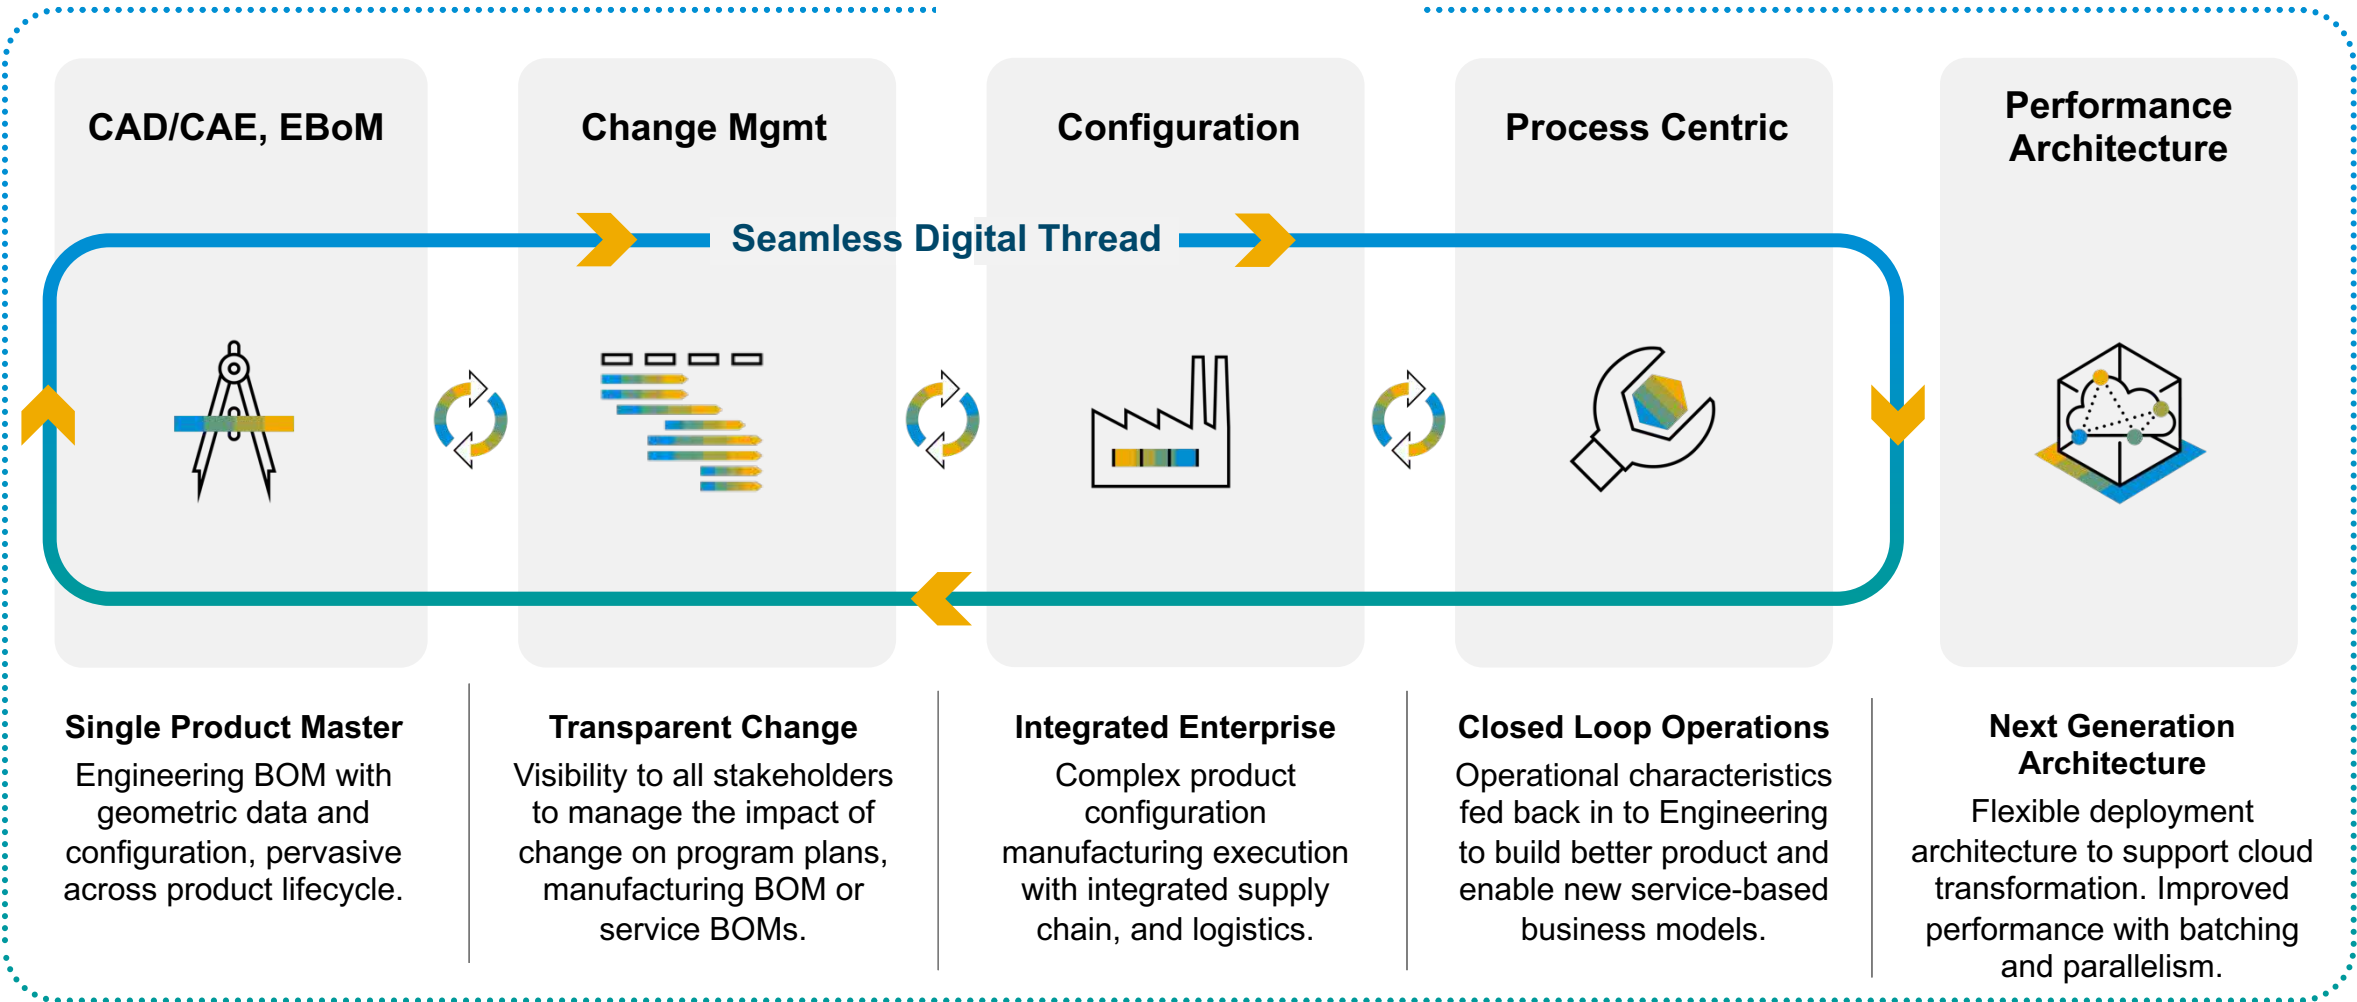 CAD/CAE, EBoM
Change Mgmt
Configuration
Process Centric
Performance
Architecture
Seamless Digital Thread
Single Product Master
Engineering BOM with
geometric data and
configuration, pervasive
across product lifecycle.
Transparent Change
Visibility to all stakeholders
to manage the impact of
change on program plans,
manufacturing BOM or
service BOMs.
Integrated Enterprise
Complex product
configuration
manufacturing execution
with integrated supply
chain, and logistics.
Closed Loop Operations
Operational characteristics
fed back in to Engineering
to build better product and
enable new service-based
business models.
Next Generation
Architecture
Flexible deployment
architecture to support cloud
transformation. Improved
performance with batching
and parallelism.